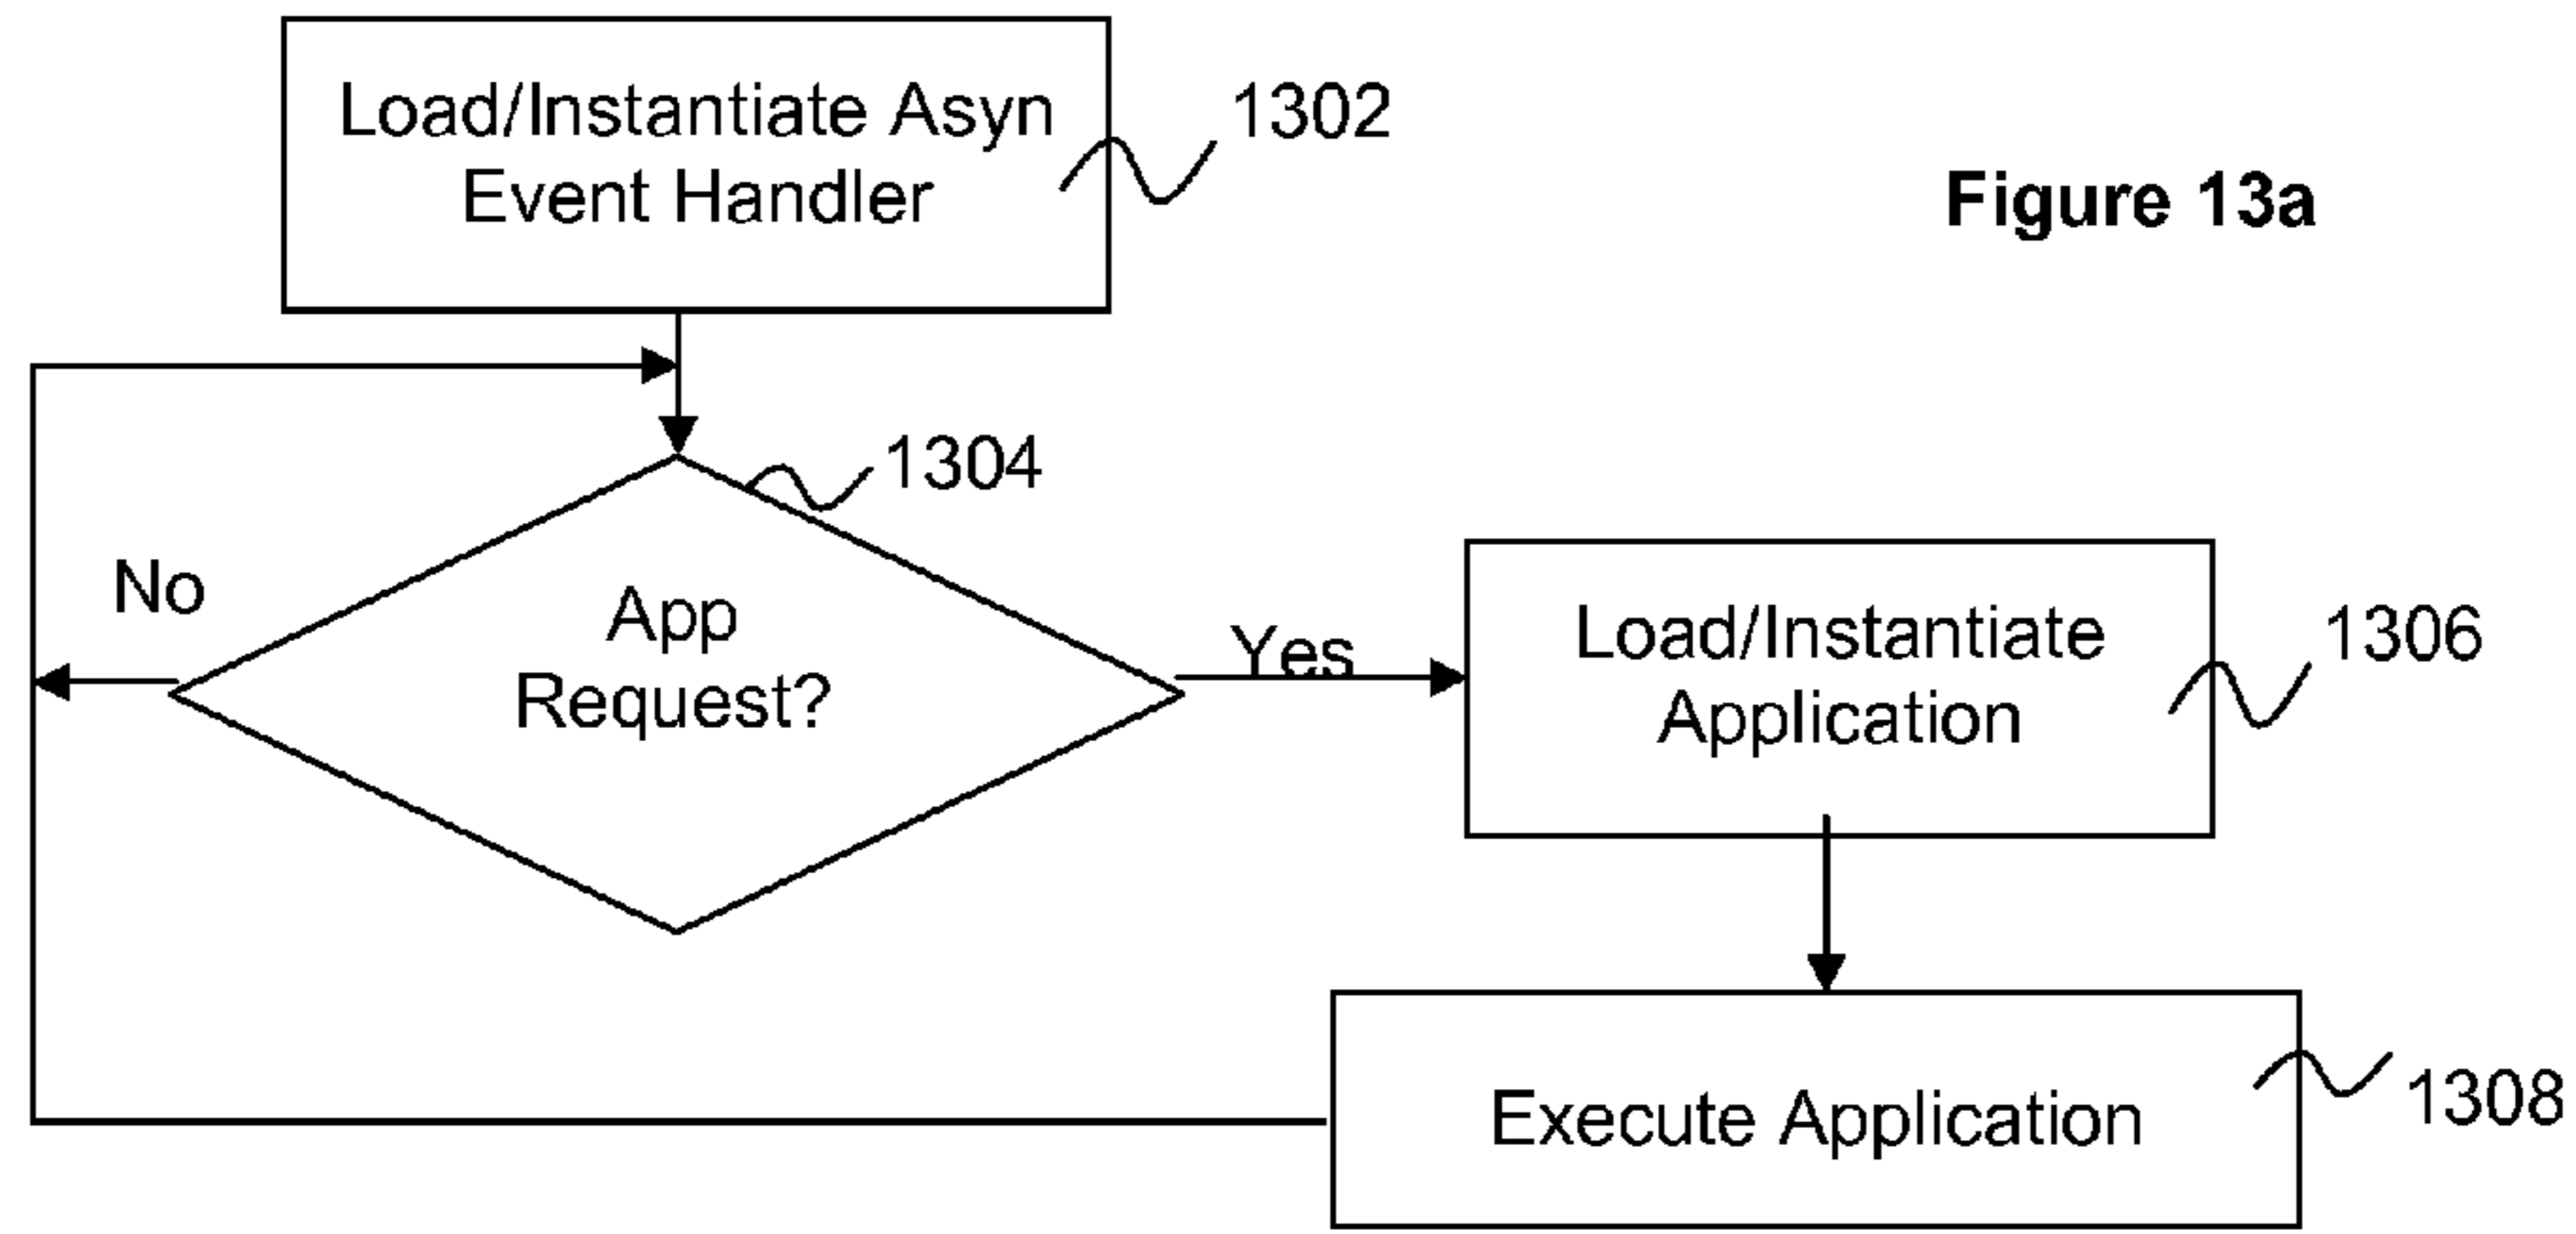 Load/Instantiate Asyn
Event Handler
1302
Figure 13a
1304
No
App
Request?
Yes
Load/Instantiate
Application
1306
Execute Application
1308